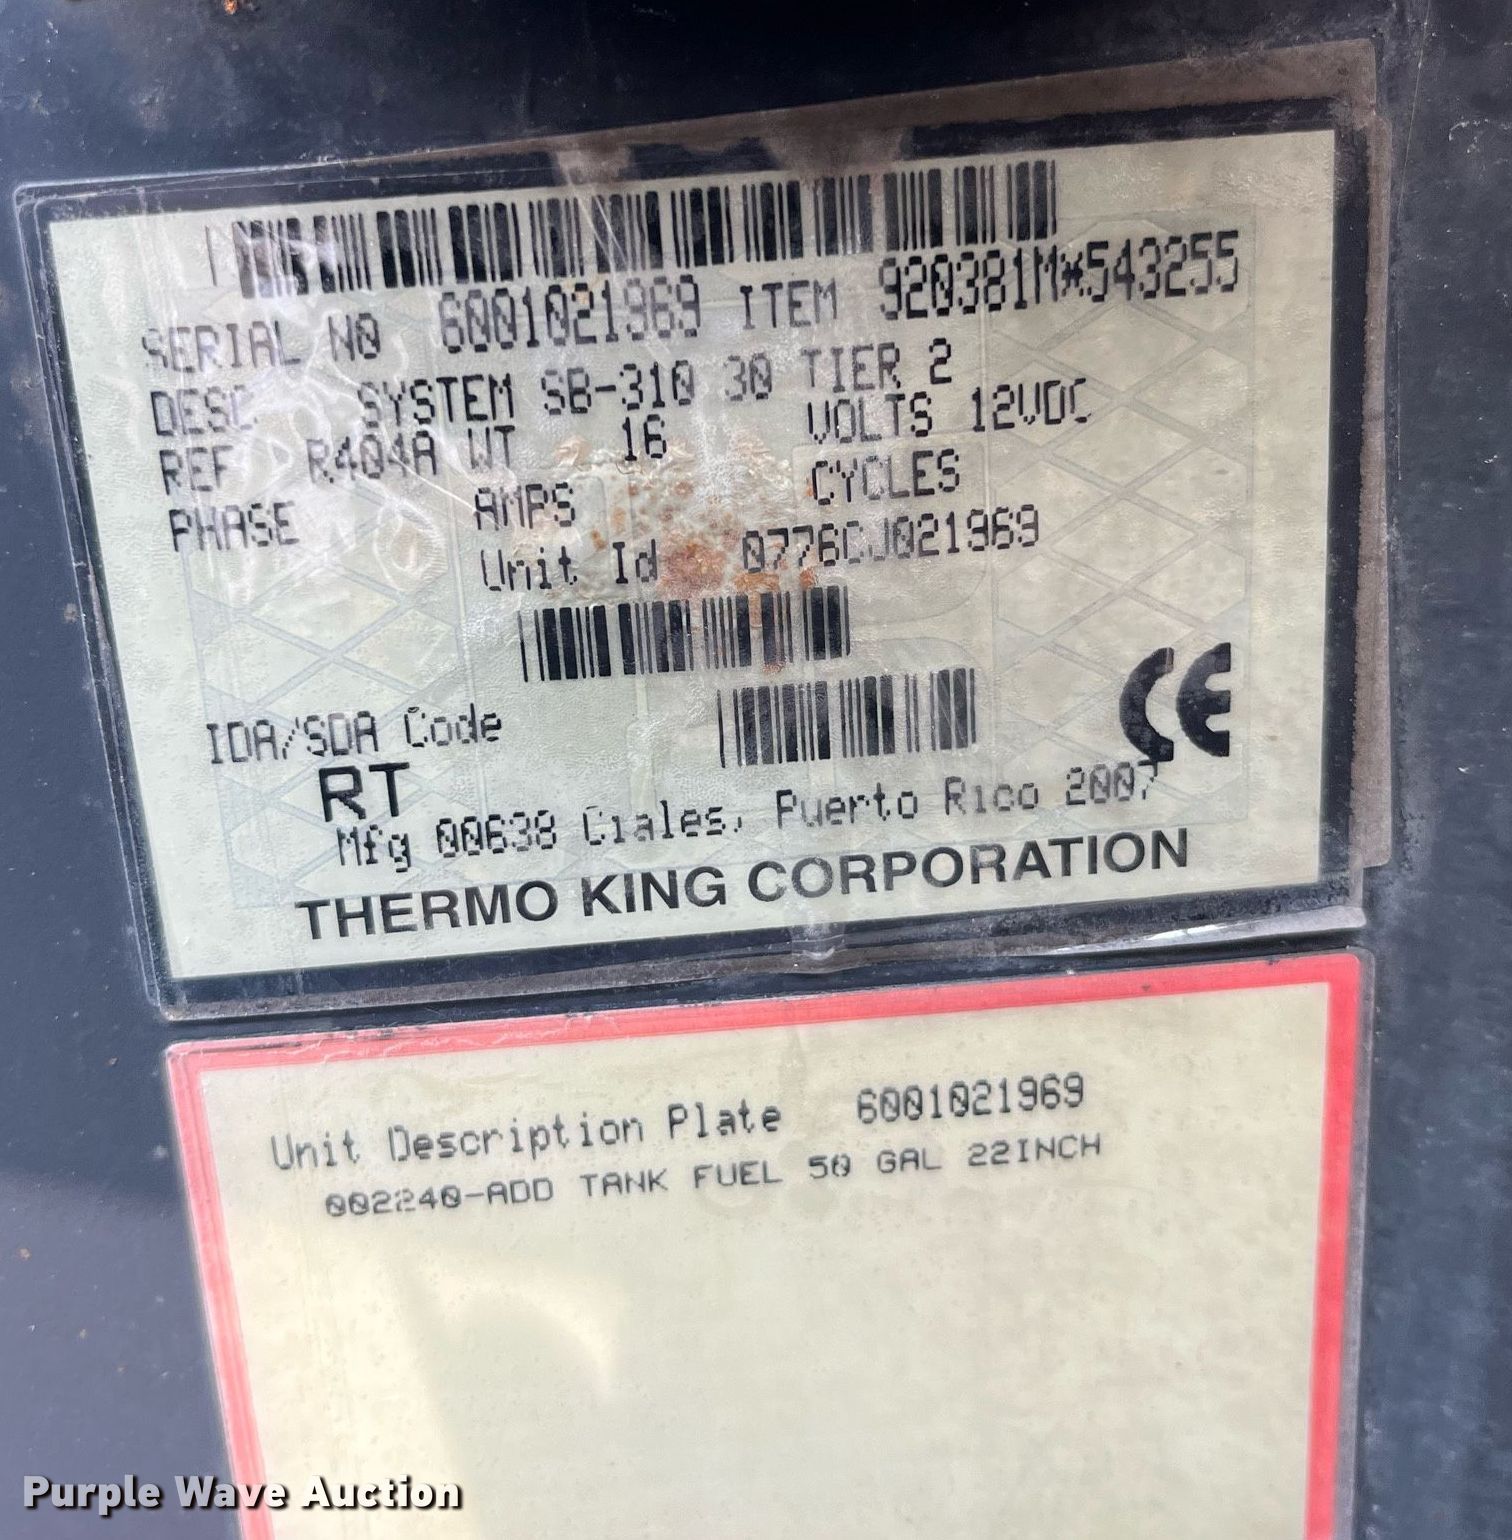 SERIAL NO 6001021969 ITEM 920381M*543255
DESC SYSTEM SB-310 30 TIER 2
REF R404A WT 16 VOLTS 12VDC
PHASE AMPS CYCLES
Unit Id 0776CJ021969
IDA/SDA Code
RT
CE
Mfg 00638 Ciales, Puerto Rico 2007
THERMO KING CORPORATION
Unit Description Plate 6001021969
002240-ADD TANK FUEL 50 GAL 22INCH
Purple Wave Auction